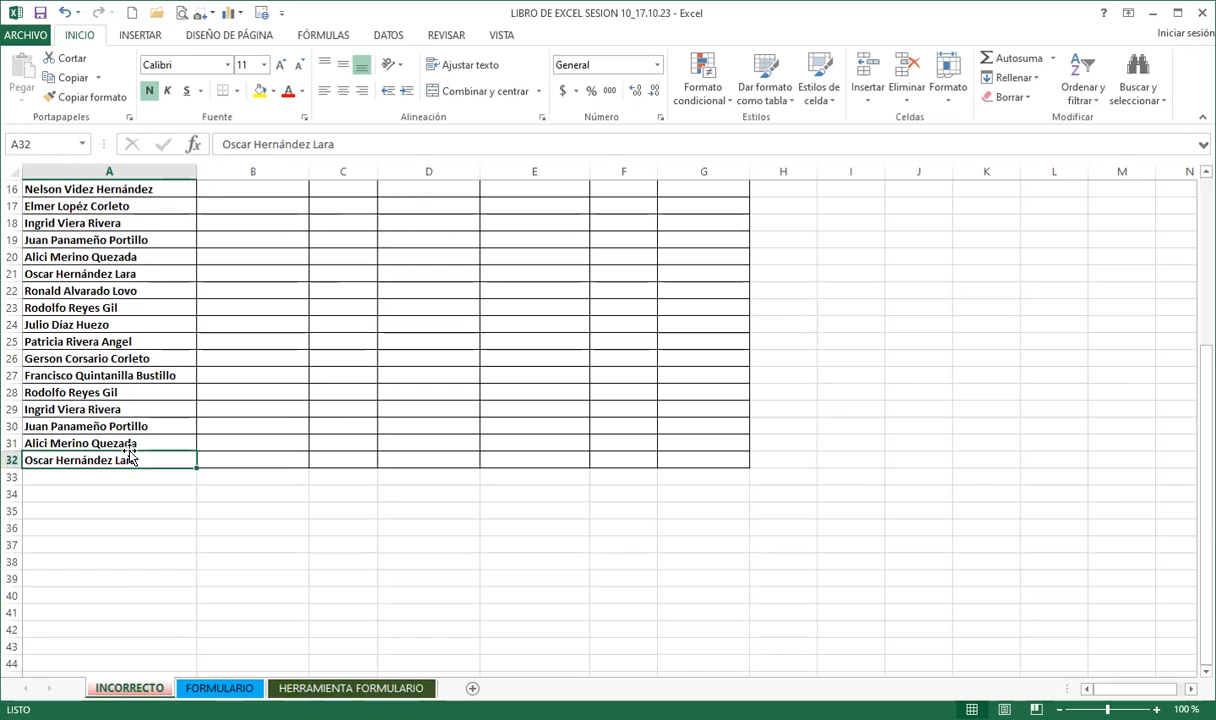 LIBRO DE EXCEL SESION 10_17.10.23 - Excel
ARCHIVO INICIO INSERTAR DISEÑO DE PÁGINA FÓRMULAS DATOS REVISAR VISTA Iniciar sesión
Pegar
Cortar
Copiar
Copiar formato
Portapapeles
Calibri 11
N K S
Fuente
Ajustar texto
Combinar y centrar
Alineación
General
$ % 000
Número
Formato condicional
Dar formato como tabla
Estilos de celda
Estilos
Insertar
Eliminar
Formato
Celdas
Autosuma
Rellenar
Borrar
Ordenar y filtrar
Buscar y seleccionar
Modificar
A32 fx Oscar Hernández Lara
A B C D E F G H I J K L M N
16 Nelson Videz Hernández
17 Elmer Lopéz Corleto
18 Ingrid Viera Rivera
19 Juan Panameño Portillo
20 Alici Merino Quezada
21 Oscar Hernández Lara
22 Ronald Alvarado Lovo
23 Rodolfo Reyes Gil
24 Julio Díaz Huezo
25 Patricia Rivera Angel
26 Gerson Corsario Corleto
27 Francisco Quintanilla Bustillo
28 Rodolfo Reyes Gil
29 Ingrid Viera Rivera
30 Juan Panameño Portillo
31 Alici Merino Quezada
32 Oscar Hernández Lara
33
34
35
36
37
38
39
40
41
42
43
44
INCORRECTO FORMULARIO HERRAMIENTA FORMULARIO
LISTO 100 %